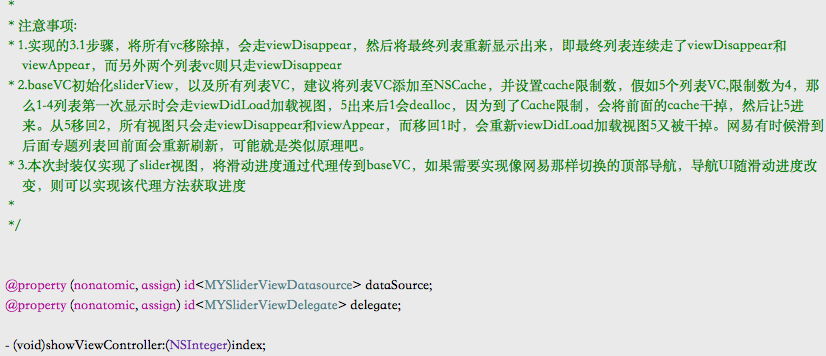 *
* 注意事项:
* 1.实现的3.1步骤，将所有vc移除掉，会走viewDisappear，然后将最终列表重新显示出来，即最终列表连续走了viewDisappear和
viewAppear，而另外两个列表vc则只走viewDisappear
* 2.baseVC初始化sliderView，以及所有列表VC，建议将列表VC添加至NSCache，并设置cache限制数，假如5个列表VC,限制数为4，那
么1-4列表第一次显示时会走viewDidLoad加载视图，5出来后1会dealloc，因为到了Cache限制，会将前面的cache干掉，然后让5进
来。从5移回2，所有视图只会走viewDisappear和viewAppear，而移回1时，会重新viewDidLoad加载视图5又被干掉。网易有时候滑到
后面专题列表回前面会重新刷新，可能就是类似原理吧。
* 3.本次封装仅实现了slider视图，将滑动进度通过代理传到baseVC，如果需要实现像网易那样切换的顶部导航，导航UI随滑动进度改
变，则可以实现该代理方法获取进度
*
*/
@property (nonatomic, assign) id<MYSliderViewDatasource> dataSource;
@property (nonatomic, assign) id<MYSliderViewDelegate> delegate;
- (void)showViewController:(NSInteger)index;